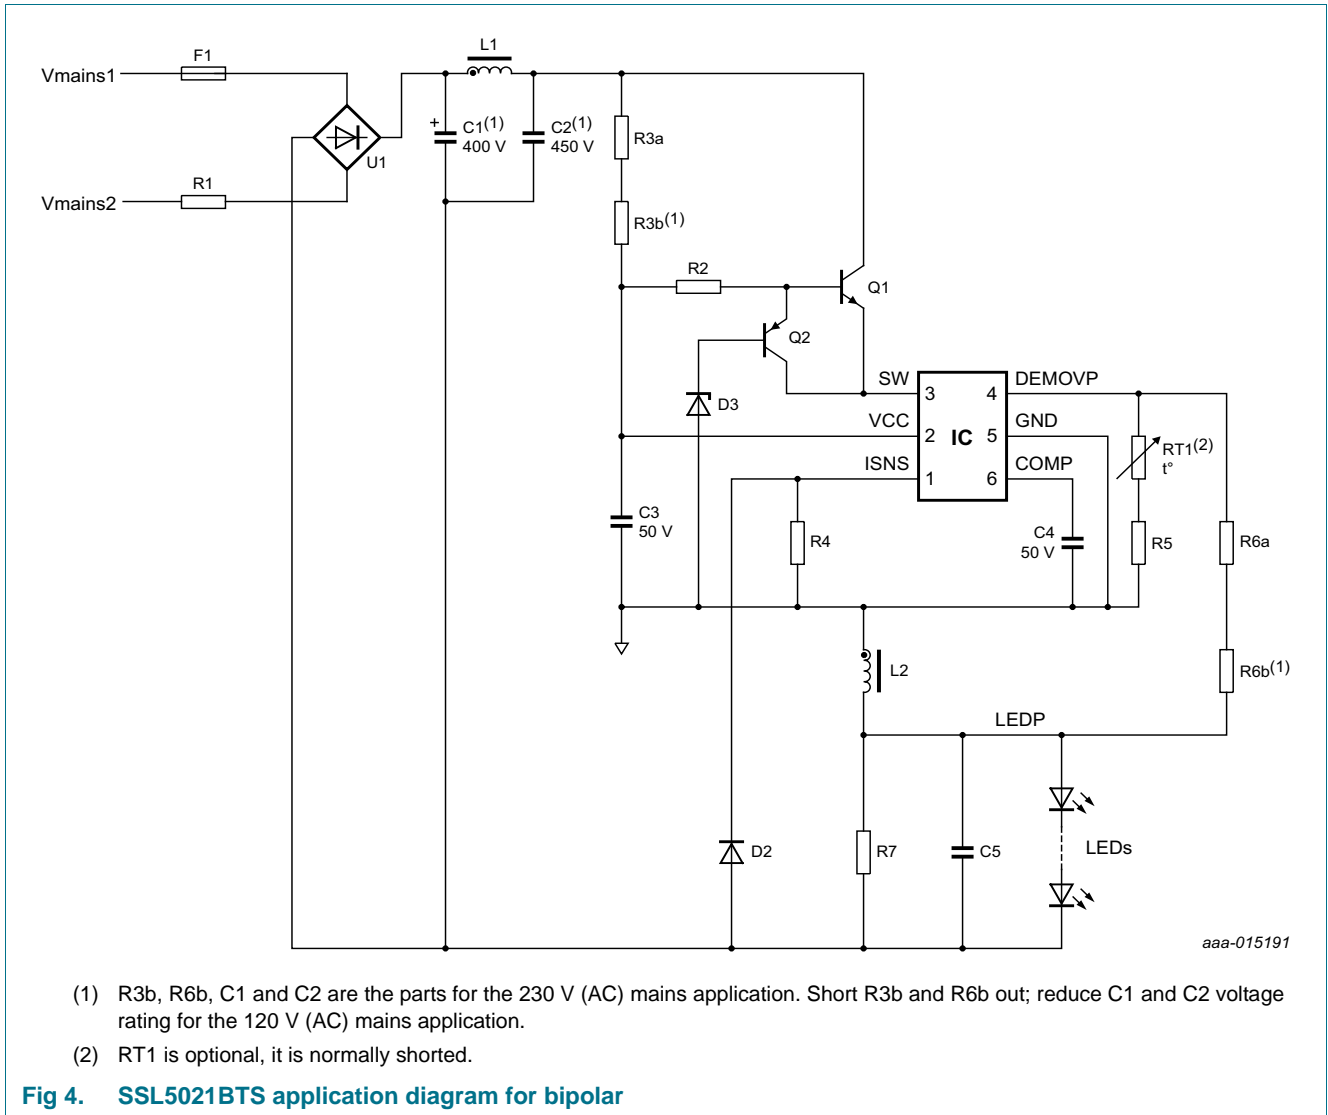 F1
L1
Vmains1
+
C1(1)
400 V
C2(1)
450 V
R3a
U1
R1
Vmains2
R3b(1)
R2
Q1
Q2
D3
SW
3
4
DEMOVP
VCC
2
IC
5
GND
ISNS
1
6
COMP
RT1(2)
t°
C3
50 V
R4
C4
50 V
R5
R6a
L2
R6b(1)
LEDP
D2
R7
C5
LEDs
aaa-015191
(1) R3b, R6b, C1 and C2 are the parts for the 230 V (AC) mains application. Short R3b and R6b out; reduce C1 and C2 voltage
rating for the 120 V (AC) mains application.
(2) RT1 is optional, it is normally shorted.
Fig 4. SSL5021BTS application diagram for bipolar